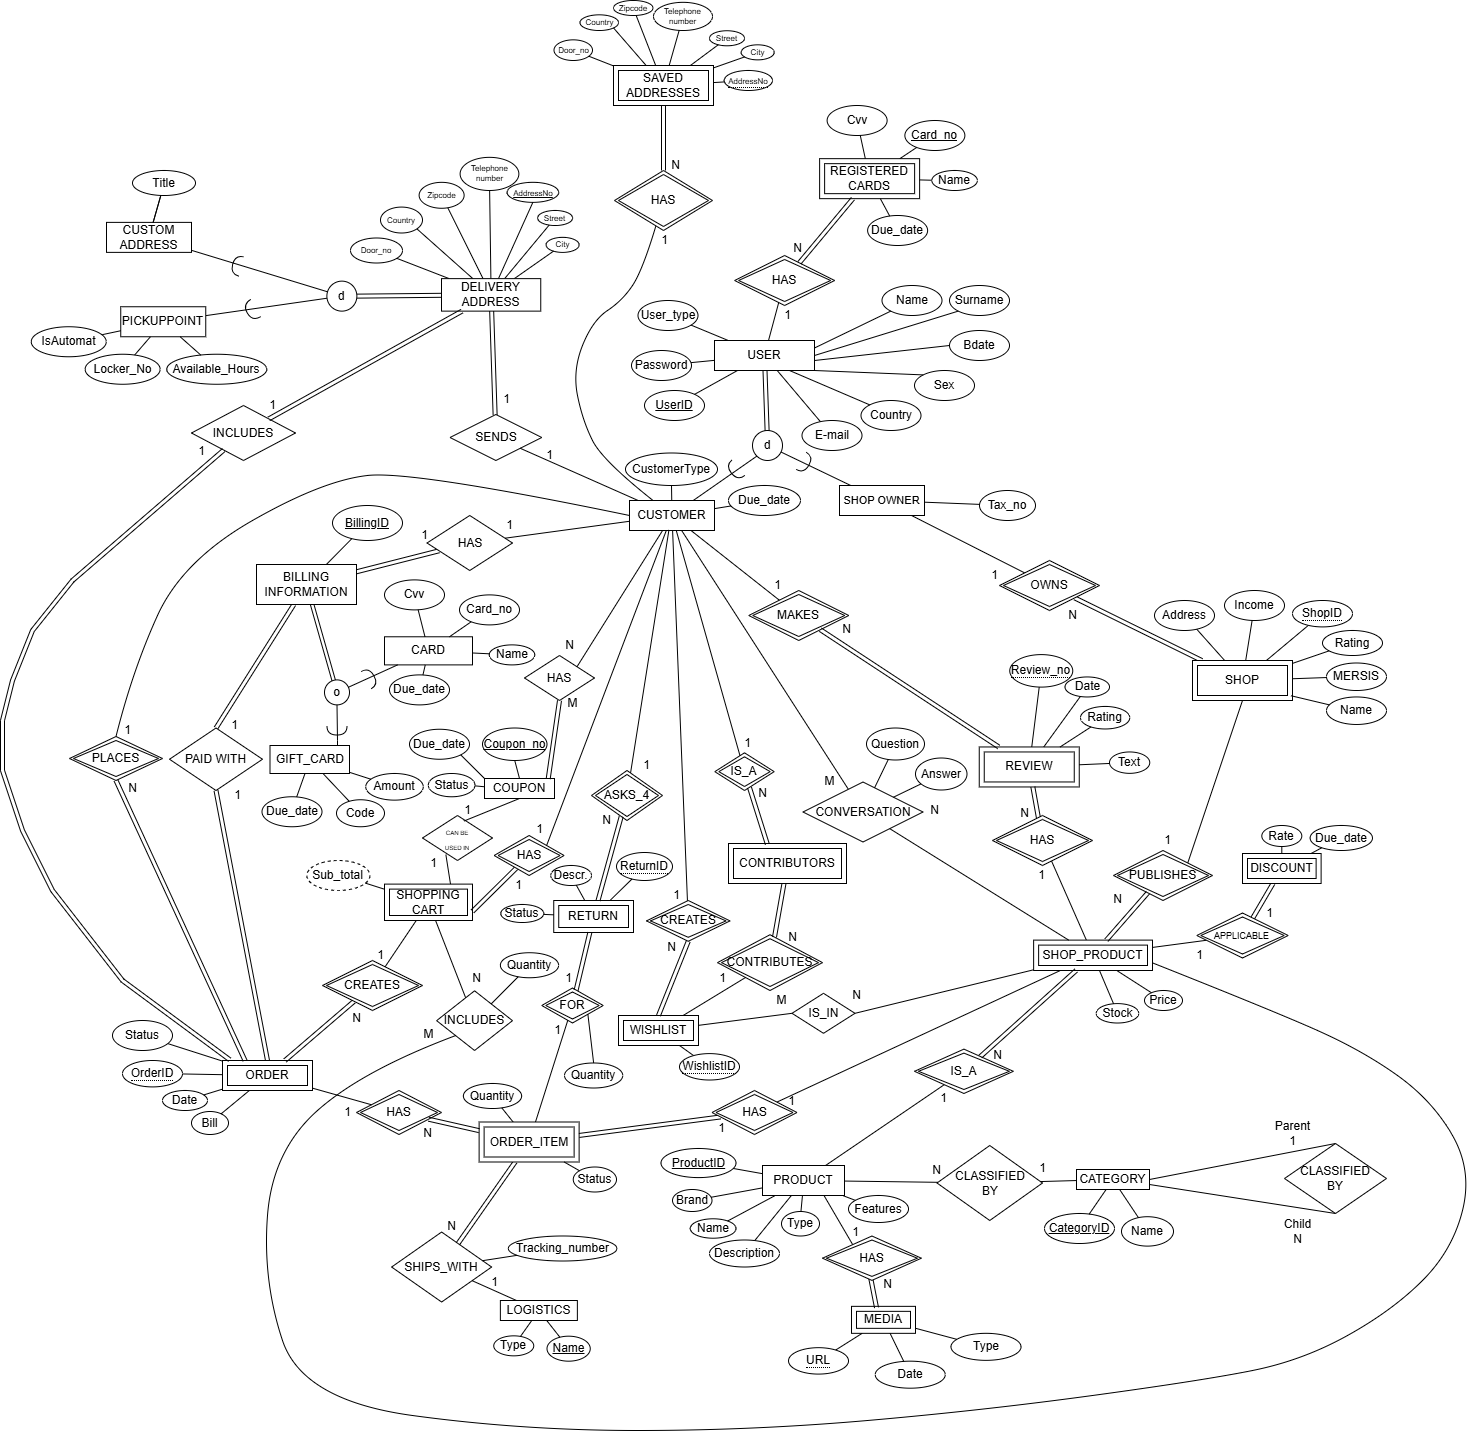 Zipcode
Telephone
number
Country
Street
Door_no
City
SAVED
ADDRESSES
AddressNo
Cvv
Card_no
REGISTERED
CARDS
Name
Due_date
N
HAS
1
Title
CUSTOM
ADDRESS
Telephone
number
Zipcode
AddressNo
Country
Street
Door_no
City
DELIVERY
ADDRESS
d
PICKUPPOINT
IsAutomat
Locker_No
Available_Hours
N
HAS
1
User_type
Name
Surname
USER
Bdate
Password
Sex
UserID
Country
E-mail
d
1
INCLUDES
1
1
SENDS
1
CustomerType
Due_date
CUSTOMER
SHOP OWNER
Tax_no
BillingID
1
HAS
1
BILLING
INFORMATION
1
OWNS
N
Cvv
Card_no
CARD
Name
Due_date
o
N
HAS
M
1
MAKES
N
Address
Income
ShopID
Rating
SHOP
MERSIS
Name
Review_no
Date
Rating
REVIEW
Text
1
PLACES
N
1
PAID WITH
1
GIFT_CARD
Due_date
Amount
Code
Due_date
Coupon_no
Status
COUPON
1
CAN BE
USED IN
1
1
ASKS_4
N
1
IS_A
N
Question
Answer
M
CONVERSATION
N
N
HAS
1
1
PUBLISHES
N
Rate
Due_date
DISCOUNT
1
APPLICABLE
1
1
HAS
1
Sub_total
SHOPPING
CART
Descr.
ReturnID
Status
RETURN
CONTRIBUTORS
1
CREATES
N
N
CONTRIBUTES
1
SHOP_PRODUCT
Stock
Price
1
CREATES
N
N
Quantity
INCLUDES
M
1
FOR
1
Quantity
WISHLIST
WishlistID
M
IS_IN
N
Status
OrderID
ORDER
Date
Bill
1
HAS
N
Quantity
ORDER_ITEM
Status
1
HAS
1
N
IS_A
1
ProductID
PRODUCT
Brand
Name
Type
Features
Description
N
CLASSIFIED
BY
1
CATEGORY
CategoryID
Name
Parent
1
CLASSIFIED
BY
Child
N
N
SHIPS_WITH
Tracking_number
1
LOGISTICS
Type
Name
1
HAS
N
MEDIA
URL
Date
Type